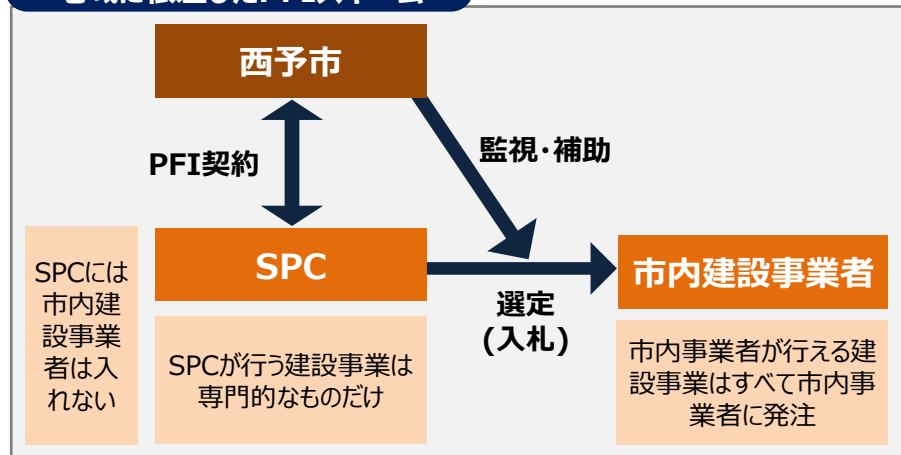 西予市
PFI契約
監視・補助
SPCには
市内建
設事業
者は入
れない
SPC
選定
(入札)
市内建設事業者
SPCが行う建設事業は
専門的なものだけ
市内事業者が行える建
設事業はすべて市内事
業者に発注